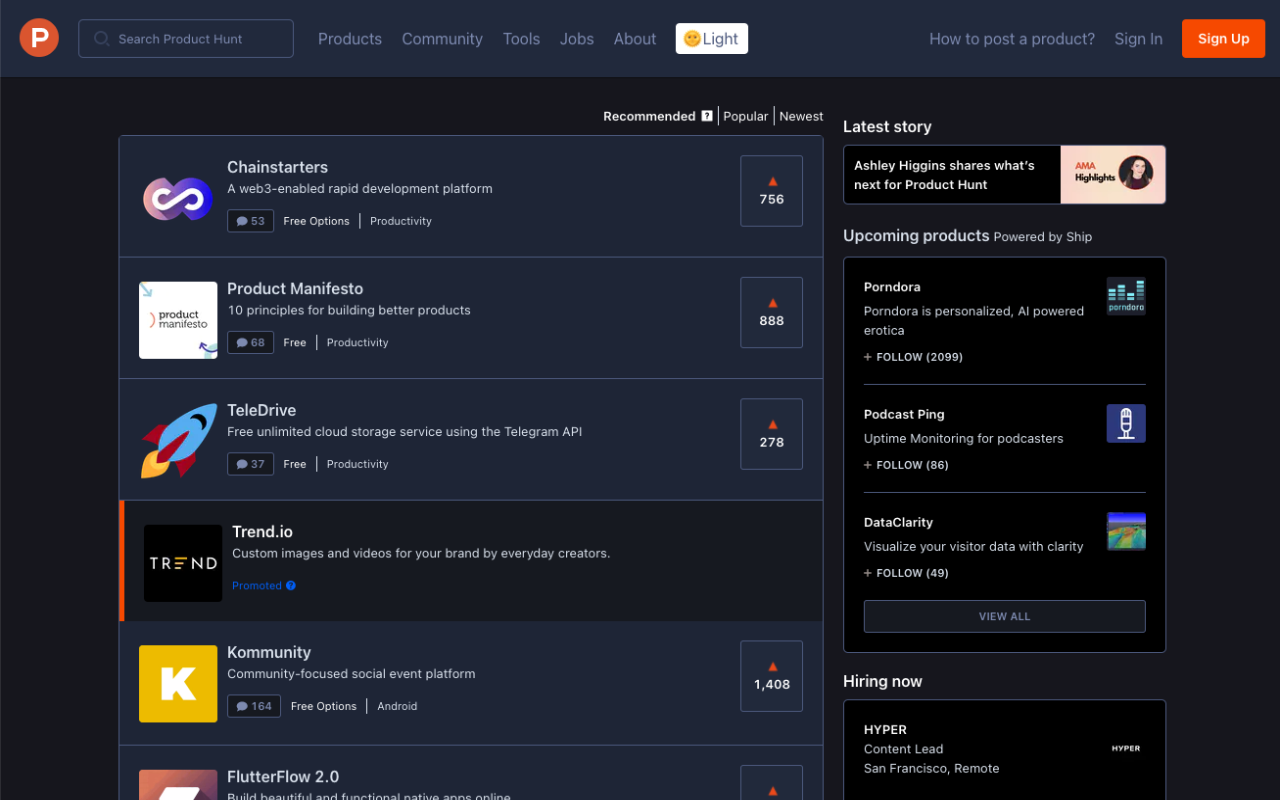 P
Search Product Hunt
Products
Community
Tools
Jobs
About
Light
How to post a product?
Sign In
Sign Up
Recommended ?
Popular
Newest
Chainstarters
A web3-enabled rapid development platform
53
Free Options
Productivity
756
product
manifesto
Product Manifesto
10 principles for building better products
68
Free
Productivity
888
TeleDrive
Free unlimited cloud storage service using the Telegram API
37
Free
Productivity
278
TREND
Trend.io
Custom images and videos for your brand by everyday creators.
Promoted ?
K
Kommunity
Community-focused social event platform
164
Free Options
Android
1,408
FlutterFlow 2.0
Build beautiful and functional native apps online
Latest story
Ashley Higgins shares what’s
next for Product Hunt
AMA
Highlights
Upcoming products Powered by Ship
Porndora
Porndora is personalized, AI powered
erotica
+ FOLLOW (2099)
porndora
Podcast Ping
Uptime Monitoring for podcasters
+ FOLLOW (86)
DataClarity
Visualize your visitor data with clarity
+ FOLLOW (49)
VIEW ALL
Hiring now
HYPER
Content Lead
San Francisco, Remote
HYPER